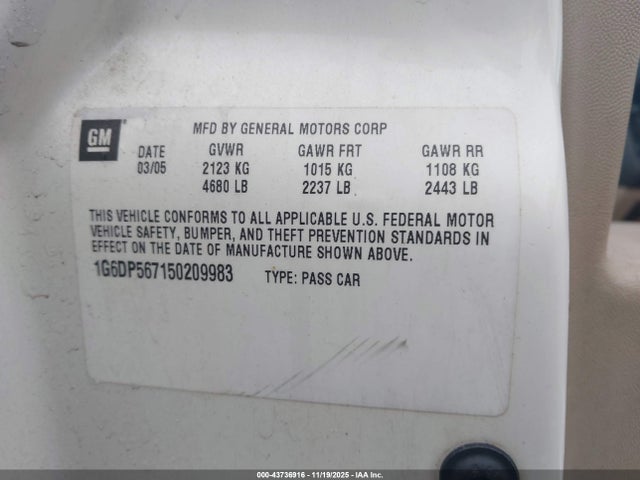 GM
MFD BY GENERAL MOTORS CORP
DATE GVWR GAWR FRT GAWR RR
03/05 2123 KG 1015 KG 1108 KG
4680 LB 2237 LB 2443 LB
THIS VEHICLE CONFORMS TO ALL APPLICABLE U.S. FEDERAL MOTOR
VEHICLE SAFETY, BUMPER, AND THEFT PREVENTION STANDARDS IN
EFFECT ON THE DATE OF MANUFACTURE SHOWN ABOVE.
1G6DP567150209983 TYPE: PASS CAR
000-43736916 - 11/19/2025 - IAA Inc.